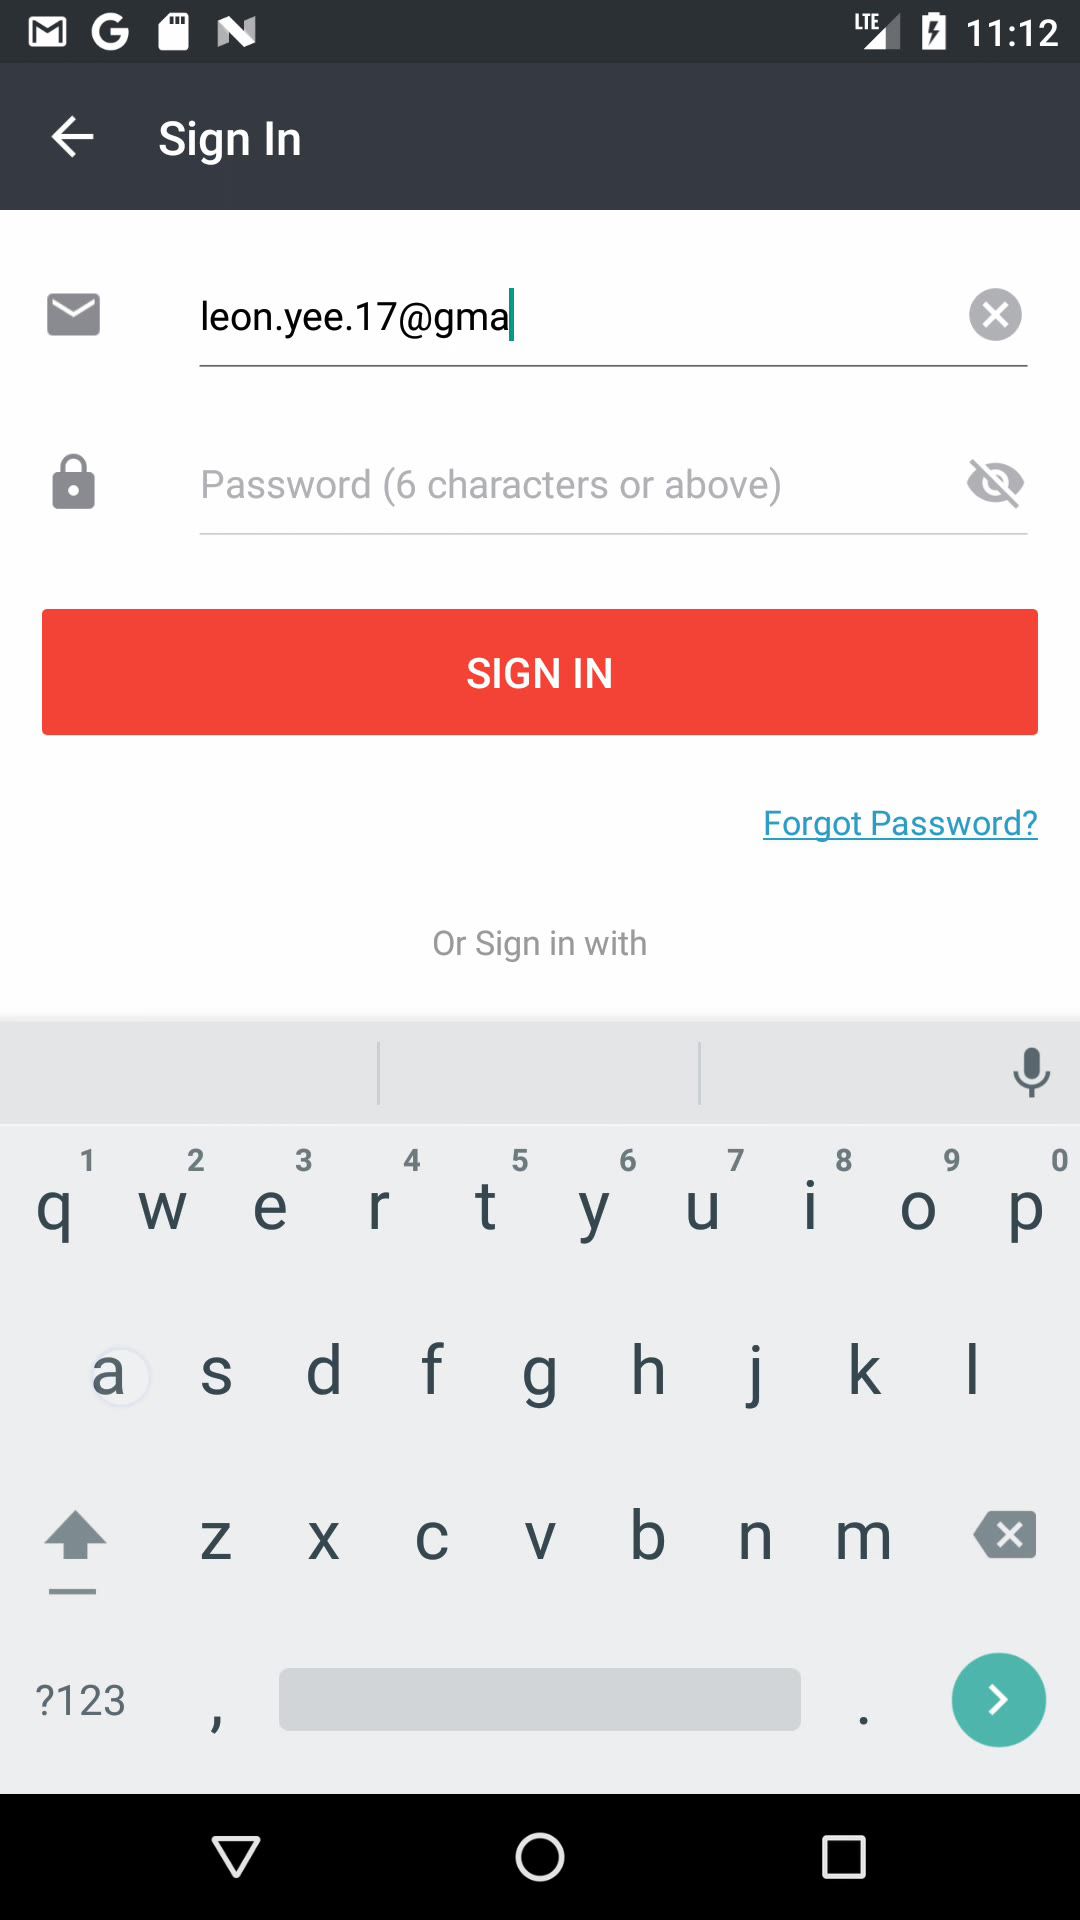 LTE 11:12
Sign In
leon.yee.17@gma
Password (6 characters or above)
SIGN IN
Forgot Password?
Or Sign in with
1 2 3 4 5 6 7 8 9 0
q w e r t y u i o p
a s d f g h j k l
z x c v b n m
?123 , .